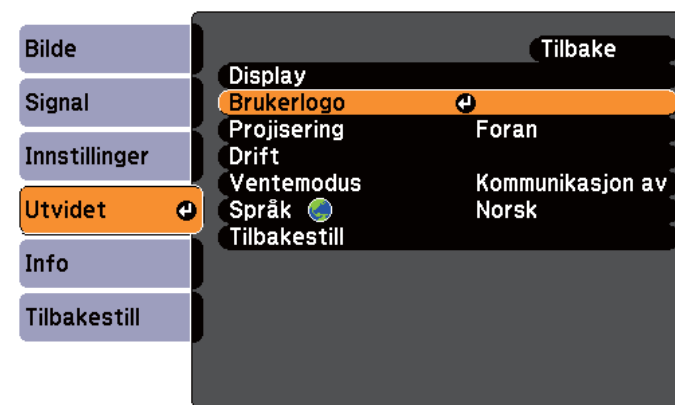 Bilde
Signal
Innstillinger
Utvidet
Info
Tilbakestill
Tilbake
Display
Brukerlogo
Projisering Foran
Drift
Ventemodus Kommunikasjon av
Språk Norsk
Tilbakestill